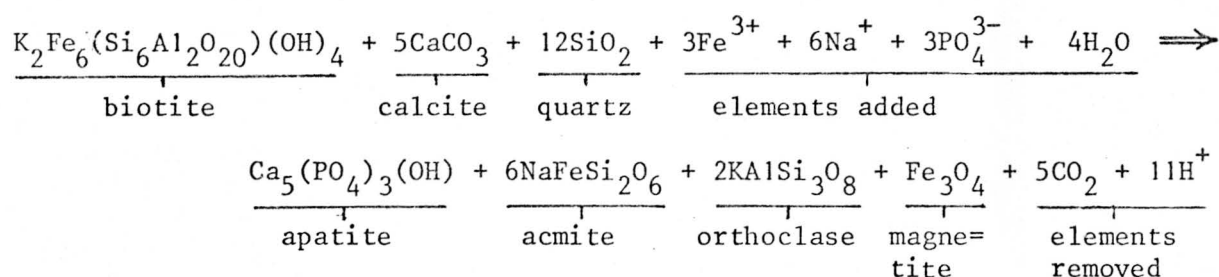 K₂Fe₆(Si₆Al₂O₂₀)(OH)₄ + 5CaCO₃ + 12SiO₂ + 3Fe³⁺ + 6Na⁺ + 3PO₄³⁻ + 4H₂O ⟹
biotite calcite quartz elements added
Ca₅(PO₄)₃(OH) + 6NaFeSi₂O₆ + 2KAlSi₃O₈ + Fe₃O₄ + 5CO₂ + 11H⁺
apatite acmite orthoclase magne= elements
tite removed